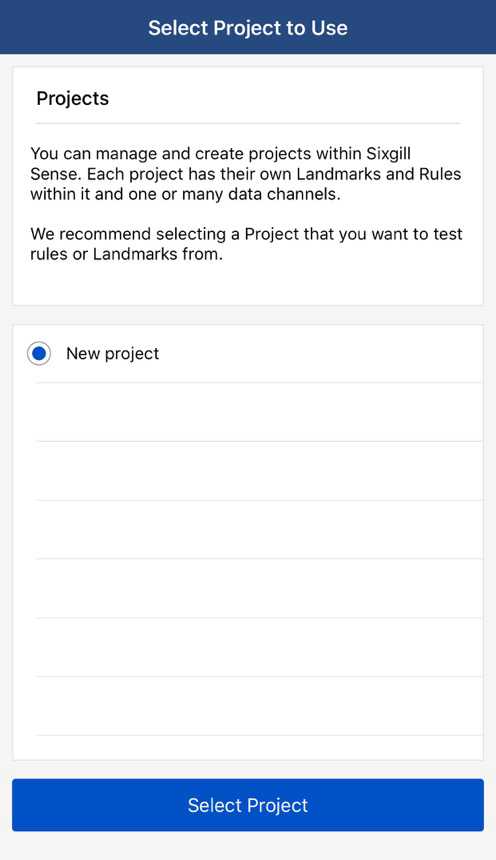 Select Project to Use
Projects
You can manage and create projects within Sixgill
Sense. Each project has their own Landmarks and Rules
within it and one or many data channels.
We recommend selecting a Project that you want to test
rules or Landmarks from.
New project
Select Project